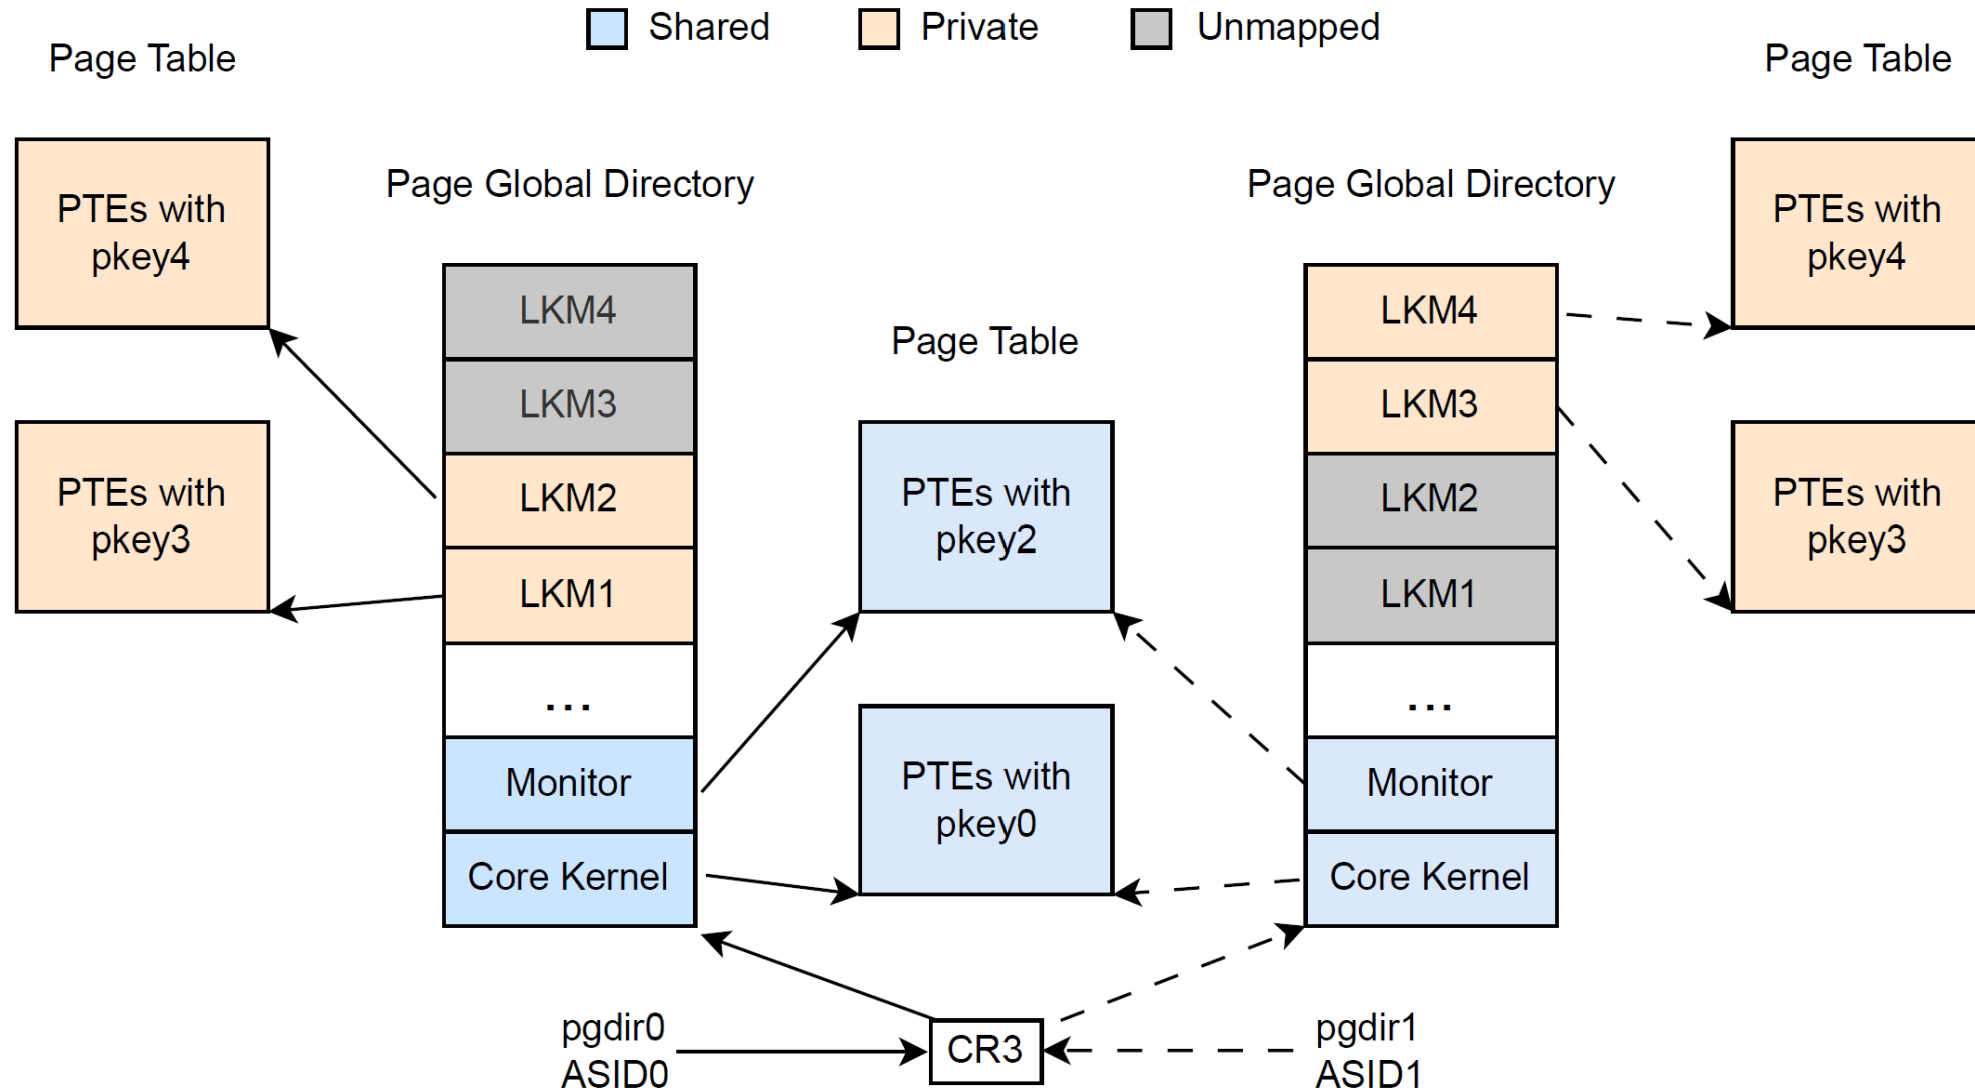 Shared
Private
Unmapped
Page Table
PTEs with
pkey4
PTEs with
pkey3
Page Global Directory
LKM4
LKM3
LKM2
LKM1
...
Monitor
Core Kernel
Page Table
PTEs with
pkey2
PTEs with
pkey0
Page Global Directory
LKM4
LKM3
LKM2
LKM1
...
Monitor
Core Kernel
Page Table
PTEs with
pkey4
PTEs with
pkey3
pgdir0
ASID0
CR3
pgdir1
ASID1